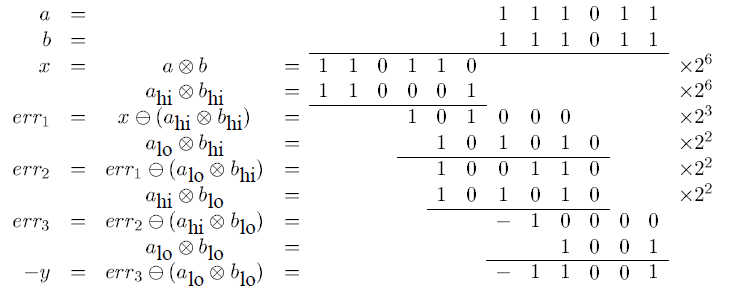 a = 1 1 1 0 1 1
b = 1 1 1 0 1 1
x = a ⊗ b = 1 1 0 1 1 0 ×2^6
a_hi ⊗ b_hi = 1 1 0 0 0 1 ×2^6
err_1 = x ⊖ (a_hi ⊗ b_hi) = 1 0 1 0 0 0 ×2^3
a_lo ⊗ b_hi = 1 0 1 0 1 0 ×2^2
err_2 = err_1 ⊖ (a_lo ⊗ b_hi) = 1 0 0 1 1 0 ×2^2
a_hi ⊗ b_lo = 1 0 1 0 1 0 ×2^2
err_3 = err_2 ⊖ (a_hi ⊗ b_lo) = − 1 0 0 0 0
a_lo ⊗ b_lo = 1 0 0 1
−y = err_3 ⊖ (a_lo ⊗ b_lo) = − 1 1 0 0 1